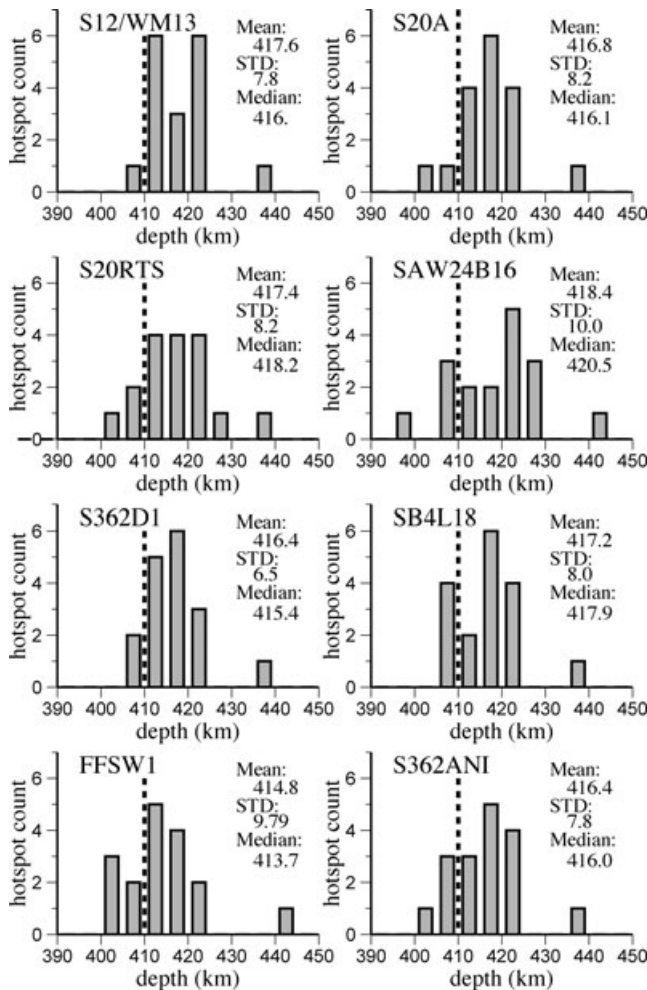 S12/WM13
Mean:
417.6
STD:
7.8
Median:
416.
hotspot count
6
4
2
0
390 400 410 420 430 440 450
depth (km)
S20A
Mean:
416.8
STD:
8.2
Median:
416.1
6
4
2
0
390 400 410 420 430 440 450
depth (km)
S20RTS
Mean:
417.4
STD:
8.2
Median:
418.2
hotspot count
6
4
2
0
390 400 410 420 430 440 450
depth (km)
SAW24B16
Mean:
418.4
STD:
10.0
Median:
420.5
hotspot count
6
4
2
0
390 400 410 420 430 440 450
depth (km)
S362D1
Mean:
416.4
STD:
6.5
Median:
415.4
hotspot count
6
4
2
0
390 400 410 420 430 440 450
depth (km)
SB4L18
Mean:
417.2
STD:
8.0
Median:
417.9
hotspot count
6
4
2
0
390 400 410 420 430 440 450
depth (km)
FFSW1
Mean:
414.8
STD:
9.79
Median:
413.7
hotspot count
6
4
2
0
390 400 410 420 430 440 450
depth (km)
S362ANI
Mean:
416.4
STD:
7.8
Median:
416.0
hotspot count
6
4
2
0
390 400 410 420 430 440 450
depth (km)